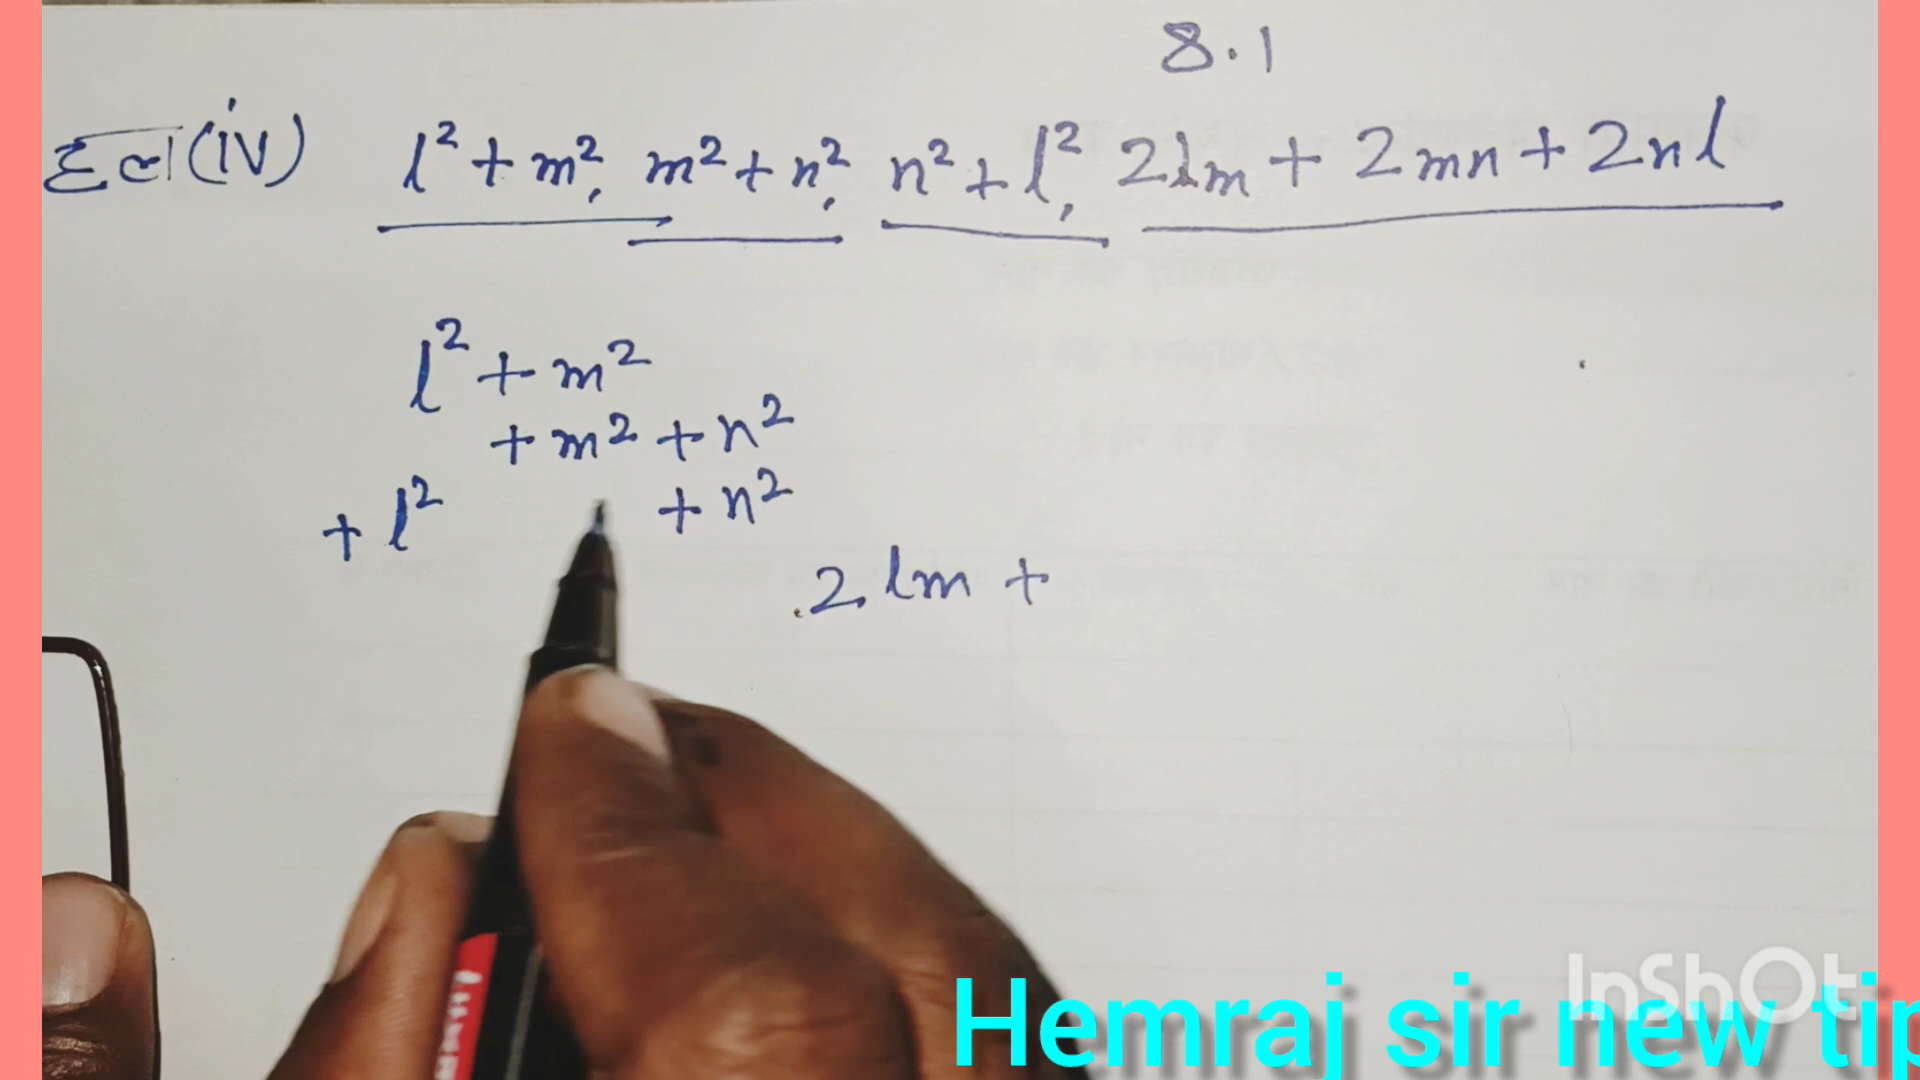 8.1
हल (iv) l² + m², m² + n², n² + l², 2lm + 2mn + 2nl
l² + m²
+ m² + n²
+ l² + n²
2lm +
InShOt
Hemraj sir new tip